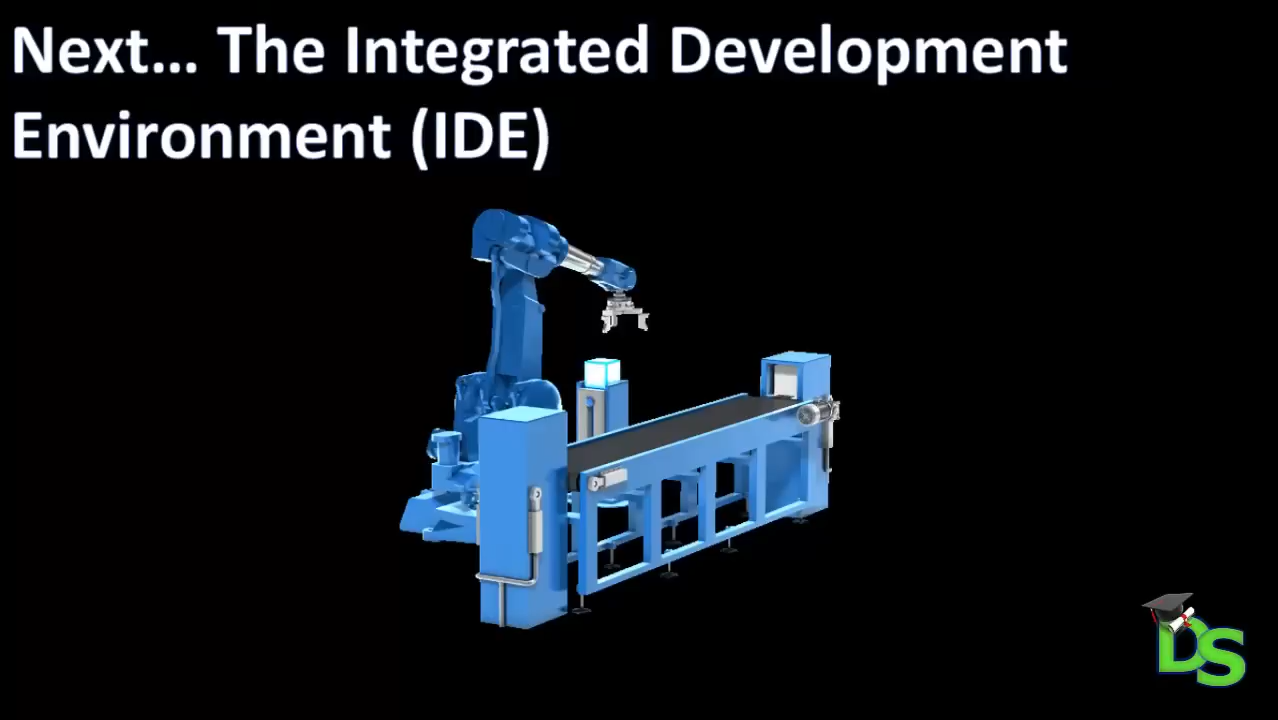 Next... The Integrated Development
Environment (IDE)
DS